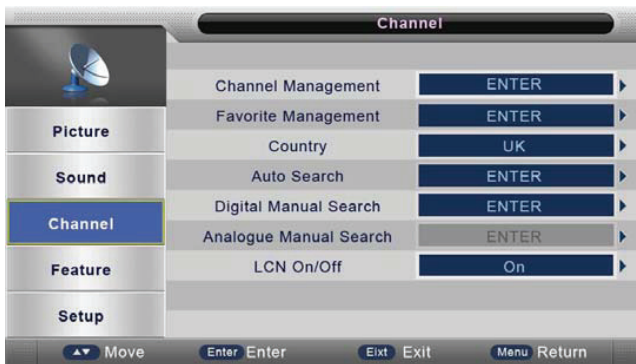 Channel
Channel Management ENTER
Favorite Management ENTER
Picture
Country UK
Sound
Auto Search ENTER
Digital Manual Search ENTER
Channel
Analogue Manual Search ENTER
Feature
LCN On/Off On
Setup
Move Enter Enter Eixt Exit Menu Return